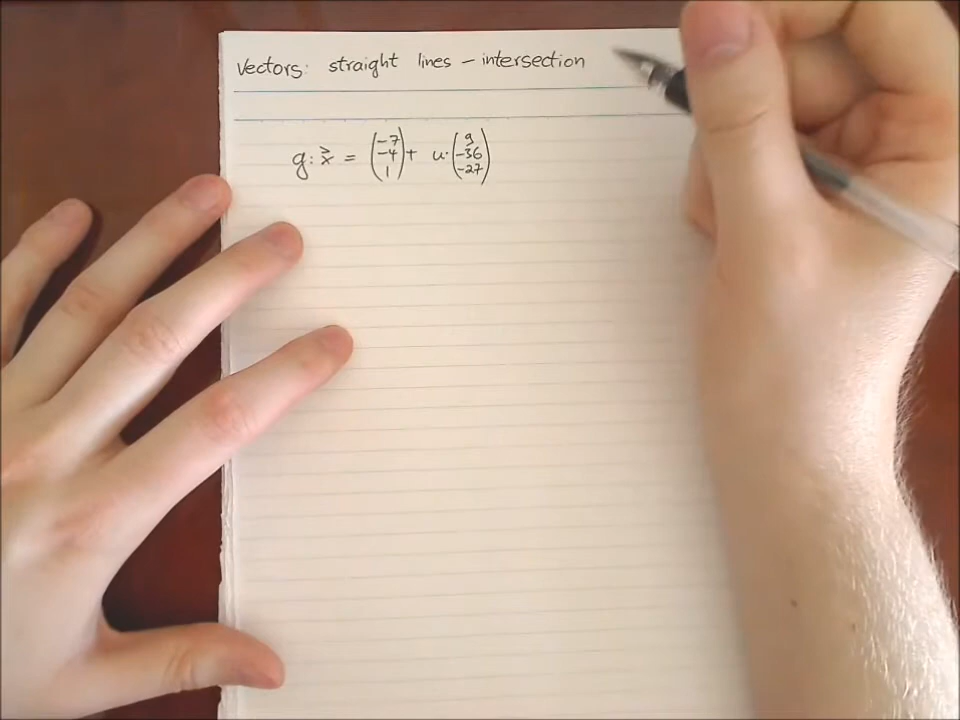 Vectors: straight lines – intersection
g: x⃗ = (-7 -4 1) + u·(9 -36 -27)